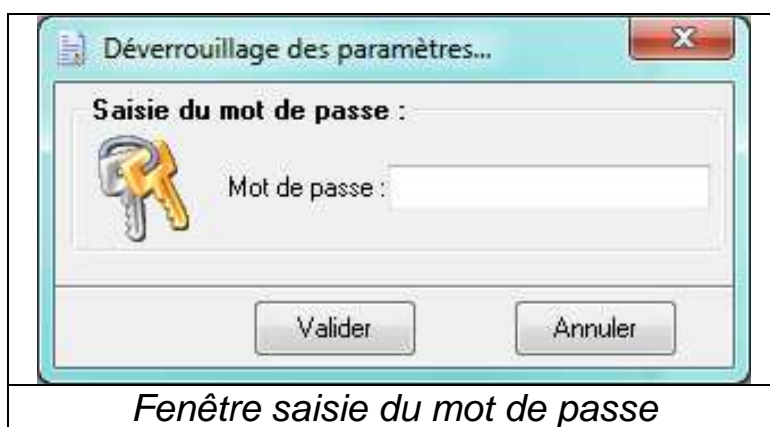 Déverrouillage des paramètres...
Saisie du mot de passe :
Mot de passe :
Valider Annuler
Fenêtre saisie du mot de passe